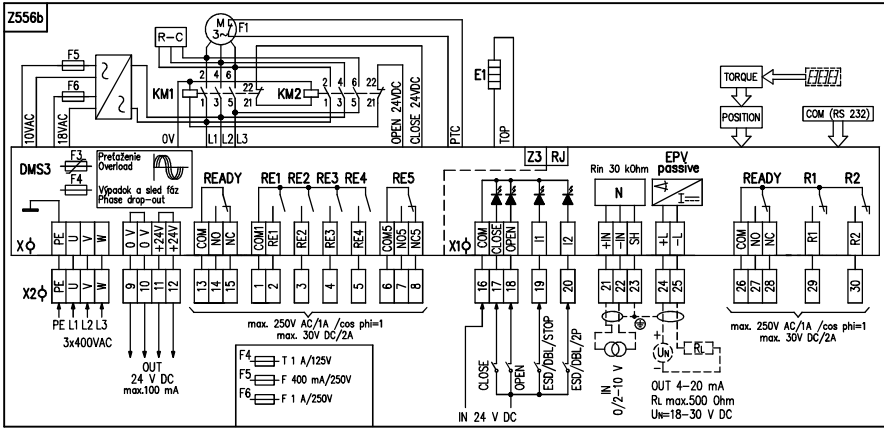 Z556b
F5
F6
R-C
M
3~
F1
2 4 6
KM1
1 3 5
22
21
KM2
2 4 6
1 3 5
22
21
E1
TORQUE
POSITION
COM (RS 232)
10VAC
18VAC
0V
L1 L2 L3
OPEN 24VDC
CLOSE 24VDC
PTC
TOP
DMS3
F3
F4
Preťaženie
Overload
Výpadok a sled fáz
Phase drop-out
READY
RE1 RE2 RE3 RE4
RE5
Z3 RJ
Rin 30 kOhm
N
EPV
passive
READY
R1
R2
X
PE U V W
0 V
0 V
+24V
+24V
COM NO NC
COM1 RE1 RE2 RE3 RE4
COM5 NO5 NC5
X1
COM CLOSE OPEN I1 I2
+IN -IN SH
+L -L
COM NO NC R1 R2
X2
PE U V W
9 10 11 12
13 14 15
1 2 3 4 5
6 7 8
16 17 18 19 20
21 22 23
24 25
26 27 28 29 30
PE L1 L2 L3
3x400VAC
OUT
24 V DC
max.100 mA
max. 250V AC/1A /cos phi=1
max. 30V DC/2A
F4 T 1 A/125V
F5 F 400 mA/250V
F6 F 1 A/250V
CLOSE
OPEN
ESD/DBL/STOP
ESD/DBL/2P
IN 24 V DC
IN
0/2-10 V
+
UN
-
RL
OUT 4-20 mA
RL max.500 Ohm
UN=18-30 V DC
max. 250V AC/1A /cos phi=1
max. 30V DC/2A